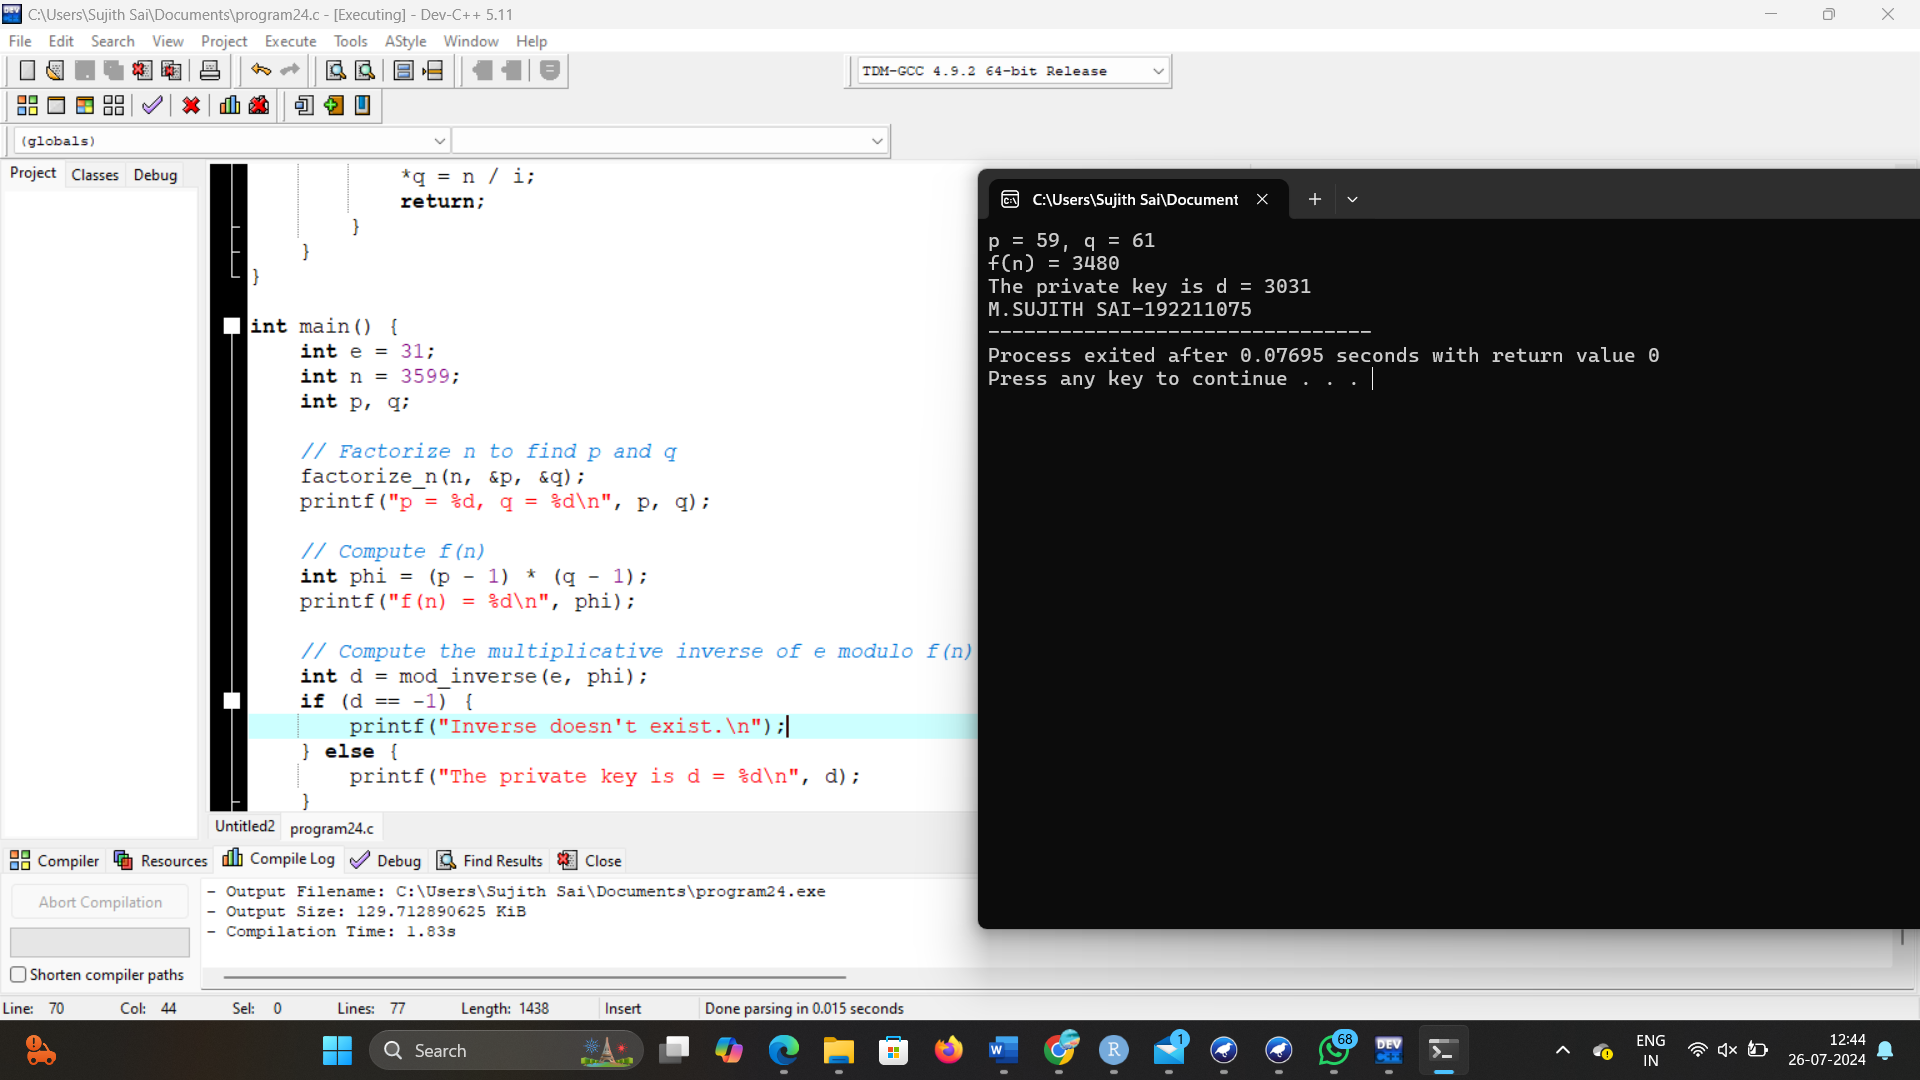 C:\Users\Sujith Sai\Documents\program24.c - [Executing] - Dev-C++ 5.11
File Edit Search View Project Execute Tools AStyle Window Help
TDM-GCC 4.9.2 64-bit Release
(globals)
Project Classes Debug
*q = n / i;
return;
}
}
}
int main() {
int e = 31;
int n = 3599;
int p, q;
// Factorize n to find p and q
factorize_n(n, &p, &q);
printf("p = %d, q = %d\n", p, q);
// Compute f(n)
int phi = (p - 1) * (q - 1);
printf("f(n) = %d\n", phi);
// Compute the multiplicative inverse of e modulo f(n)
int d = mod_inverse(e, phi);
if (d == -1) {
printf("Inverse doesn't exist.\n");
} else {
printf("The private key is d = %d\n", d);
}
C:\Users\Sujith Sai\Document
p = 59, q = 61
f(n) = 3480
The private key is d = 3031
M.SUJITH SAI-192211075
--------------------------------
Process exited after 0.07695 seconds with return value 0
Press any key to continue . . .
Untitled2 program24.c
Compiler Resources Compile Log Debug Find Results Close
Abort Compilation
Shorten compiler paths
- Output Filename: C:\Users\Sujith Sai\Documents\program24.exe
- Output Size: 129.712890625 KiB
- Compilation Time: 1.83s
Line: 70 Col: 44 Sel: 0 Lines: 77 Length: 1438 Insert Done parsing in 0.015 seconds
Search
1
68
DEV
ENG
IN
12:44
26-07-2024